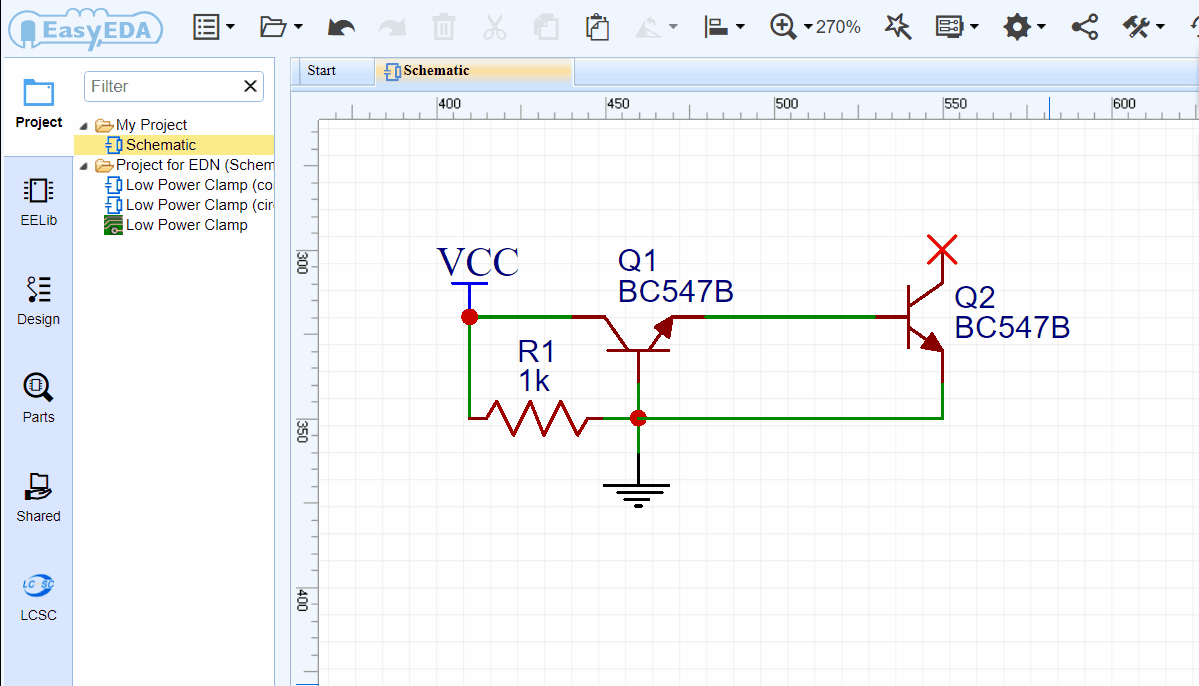 EasyEDA
270%
Project
Filter
My Project
Schematic
Project for EDN (Schem
Low Power Clamp (co
Low Power Clamp (cir
Low Power Clamp
EELib
Design
Parts
Shared
LCSC
LCSC
Start
Schematic
400
450
500
550
600
300
350
400
VCC
Q1
BC547B
R1
1k
Q2
BC547B